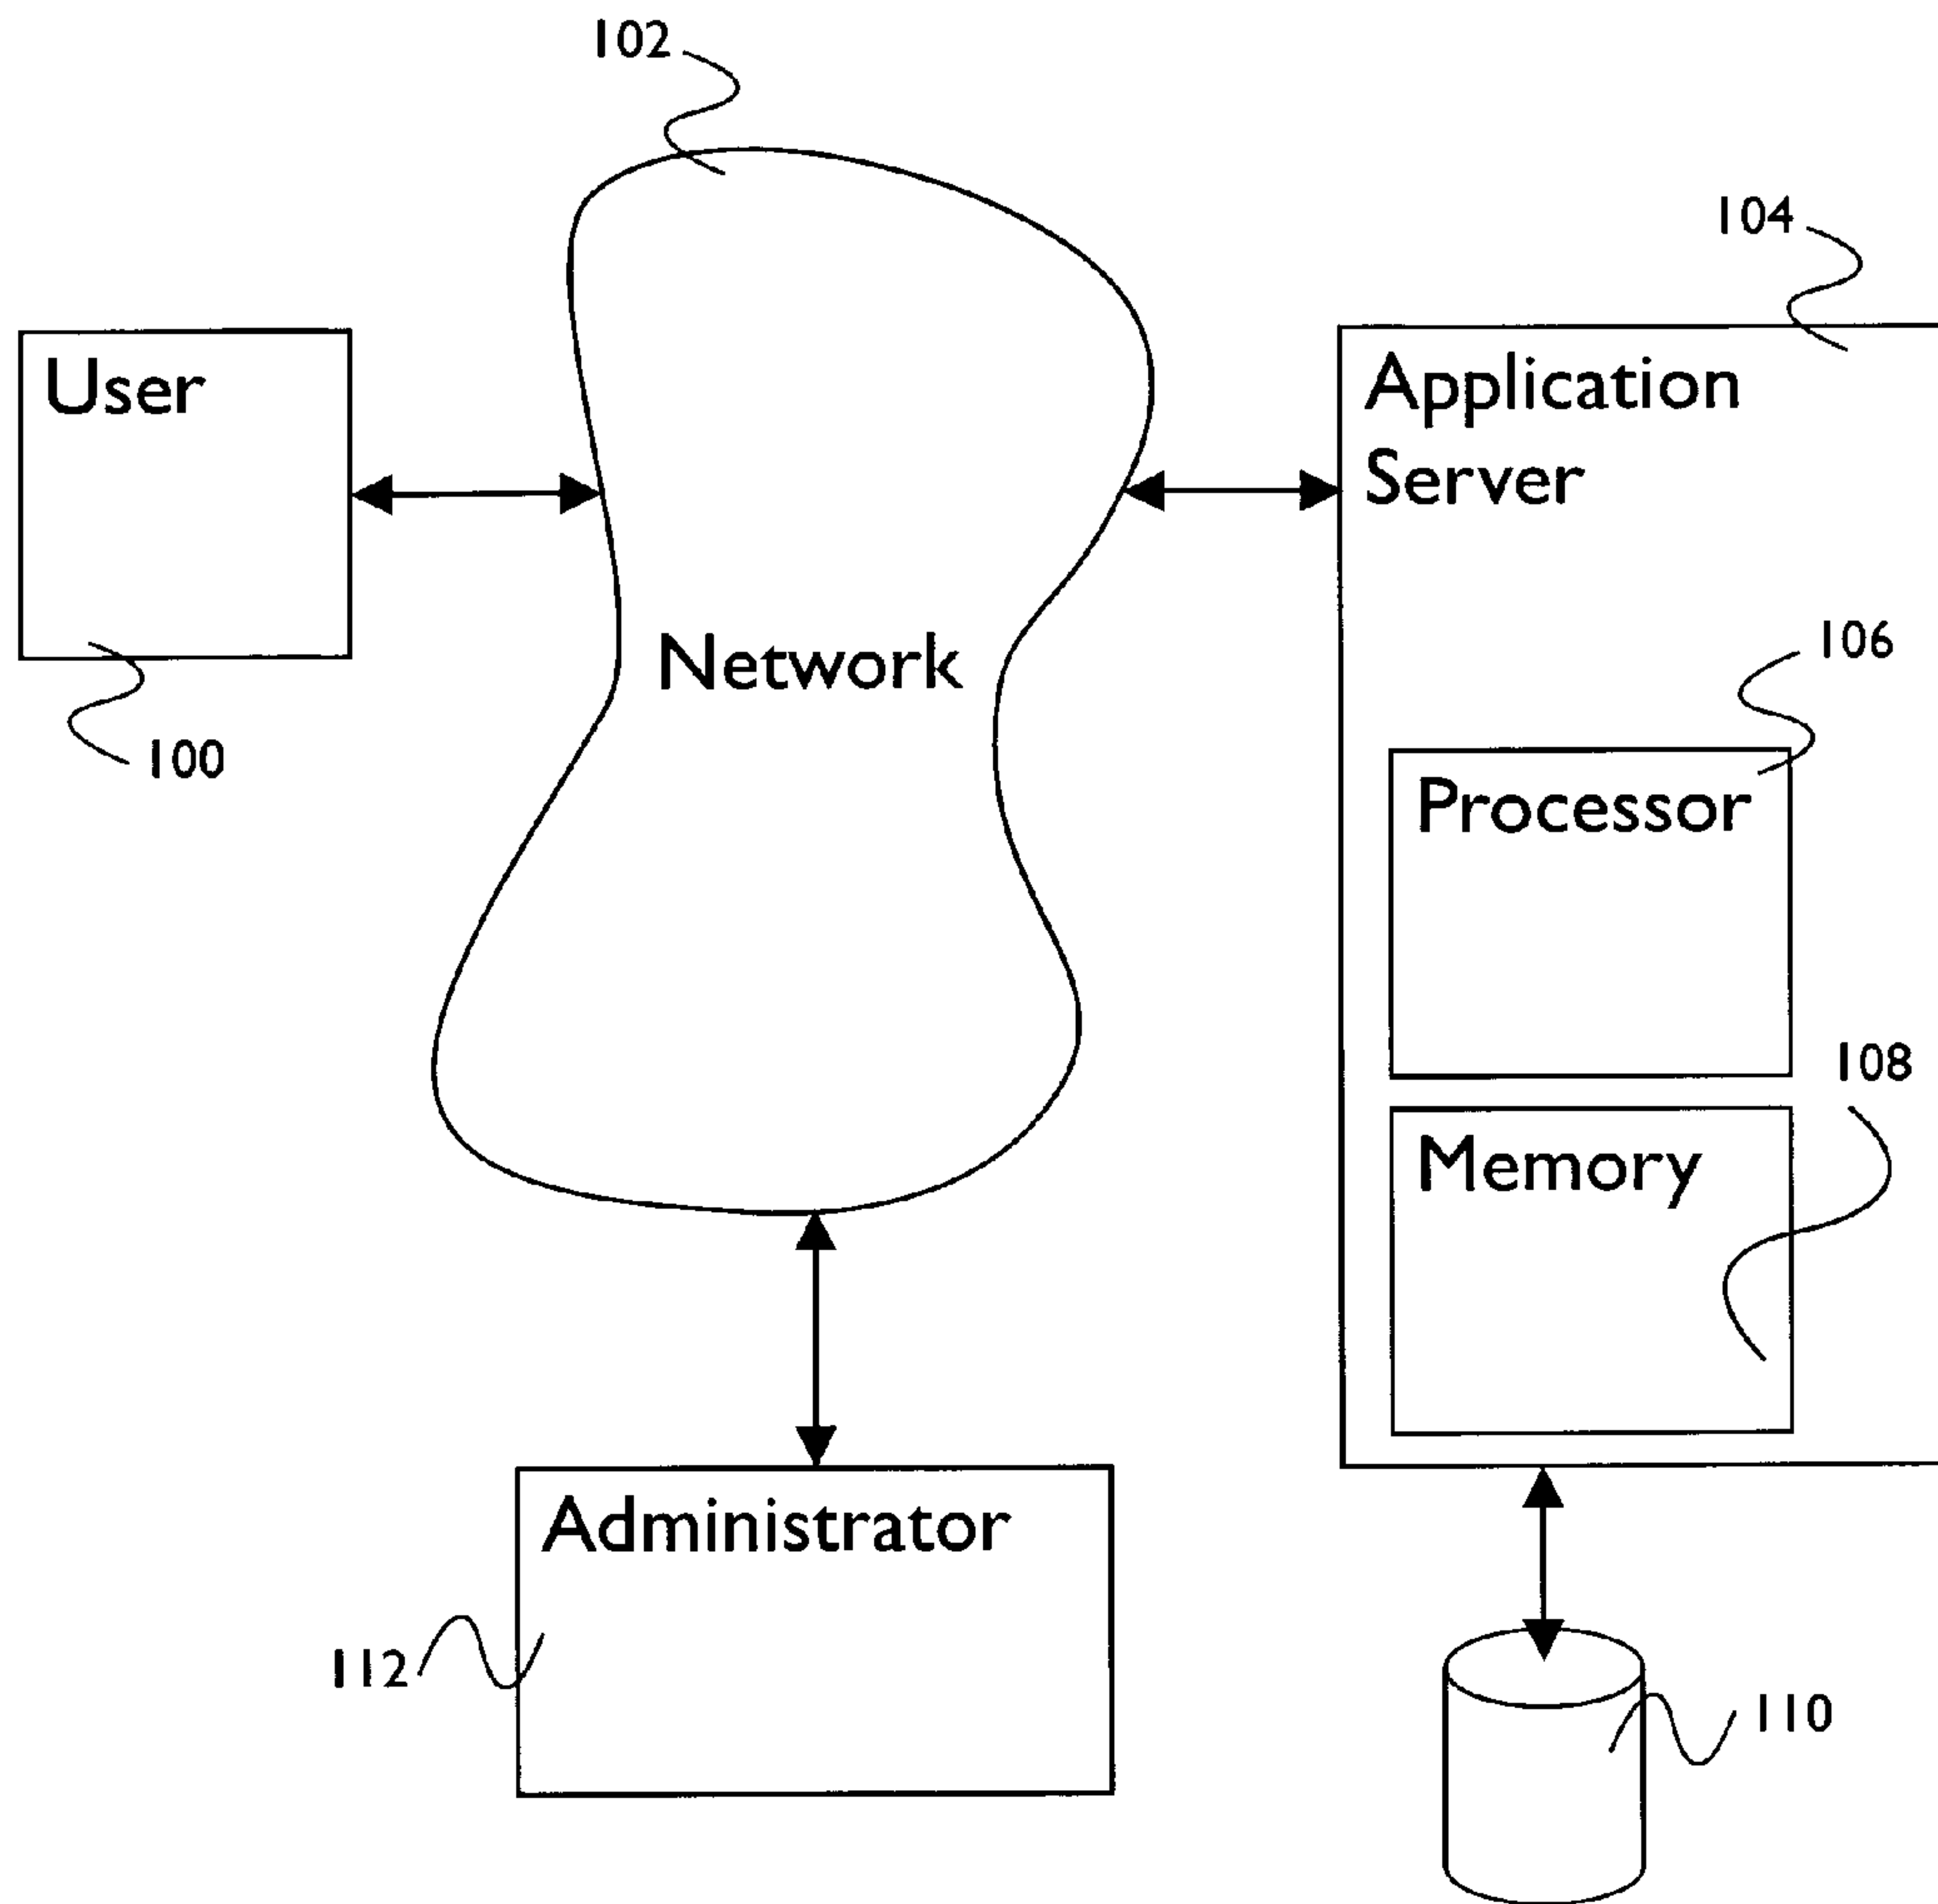 102
104
User
Application
Server
106
Network
100
Processor
108
Memory
Administrator
112
110